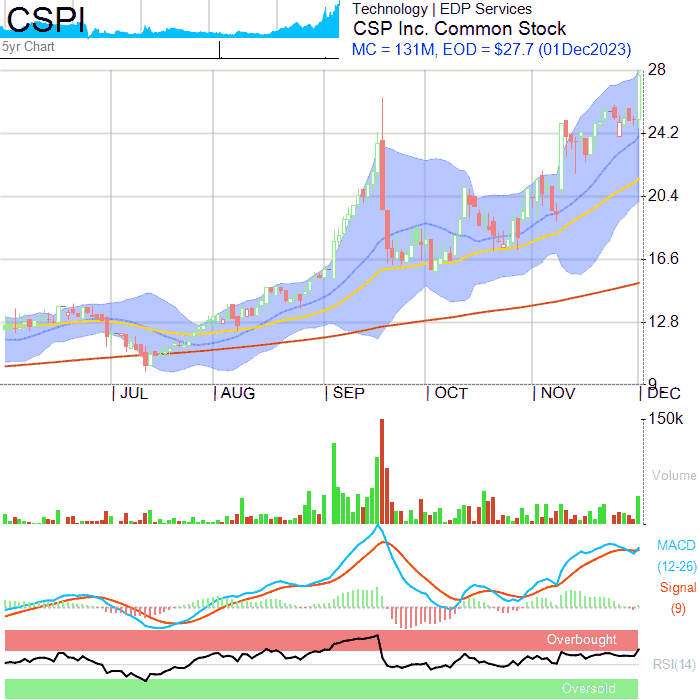 CSPI
5yr Chart
Technology | EDP Services
CSP Inc. Common Stock
MC = 131M, EOD = $27.7 (01Dec2023)
28
24.2
20.4
16.6
12.8
9
JUL AUG SEP OCT NOV DEC
150k
Volume
MACD
(12-26)
Signal
(9)
Overbought
RSI(14)
Oversold